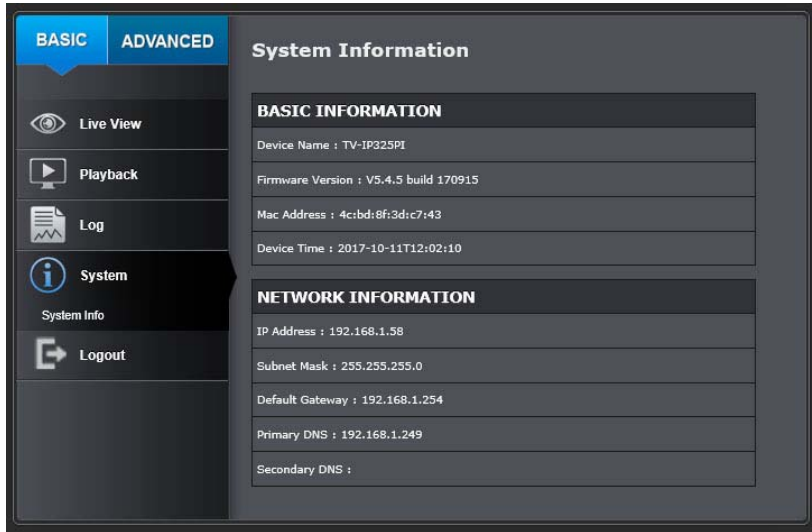 BASIC
ADVANCED
Live View
Playback
Log
System
System Info
Logout
System Information
BASIC INFORMATION
Device Name : TV-IP325PI
Firmware Version : V5.4.5 build 170915
Mac Address : 4c:bd:8f:3d:c7:43
Device Time : 2017-10-11T12:02:10
NETWORK INFORMATION
IP Address : 192.168.1.58
Subnet Mask : 255.255.255.0
Default Gateway : 192.168.1.254
Primary DNS : 192.168.1.249
Secondary DNS :